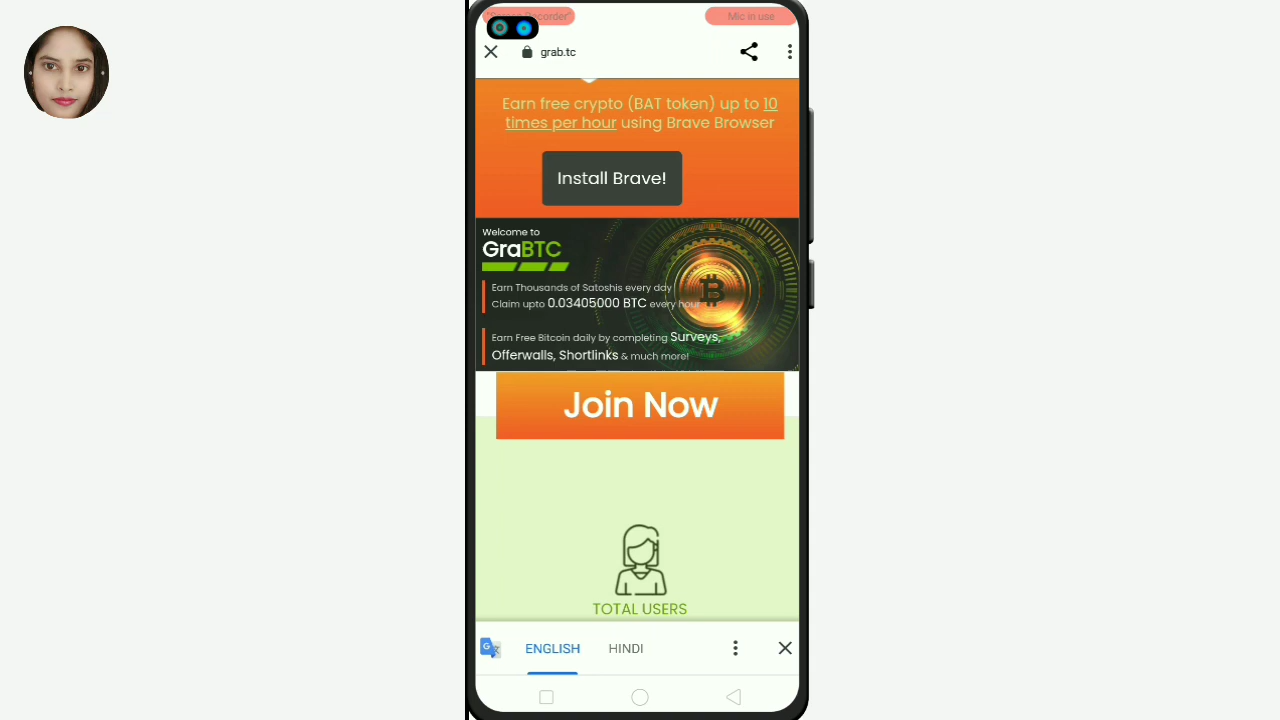 "Screen Recorder"
Mic in use
grab.tc
Earn free crypto (BAT token) up to 10
times per hour using Brave Browser
Install Brave!
Welcome to
GraBTC
Earn Thousands of Satoshis every day
Claim upto 0.03405000 BTC every hour
Earn Free Bitcoin daily by completing Surveys,
Offerwalls, Shortlinks & much more!
Join Now
TOTAL USERS
ENGLISH
HINDI